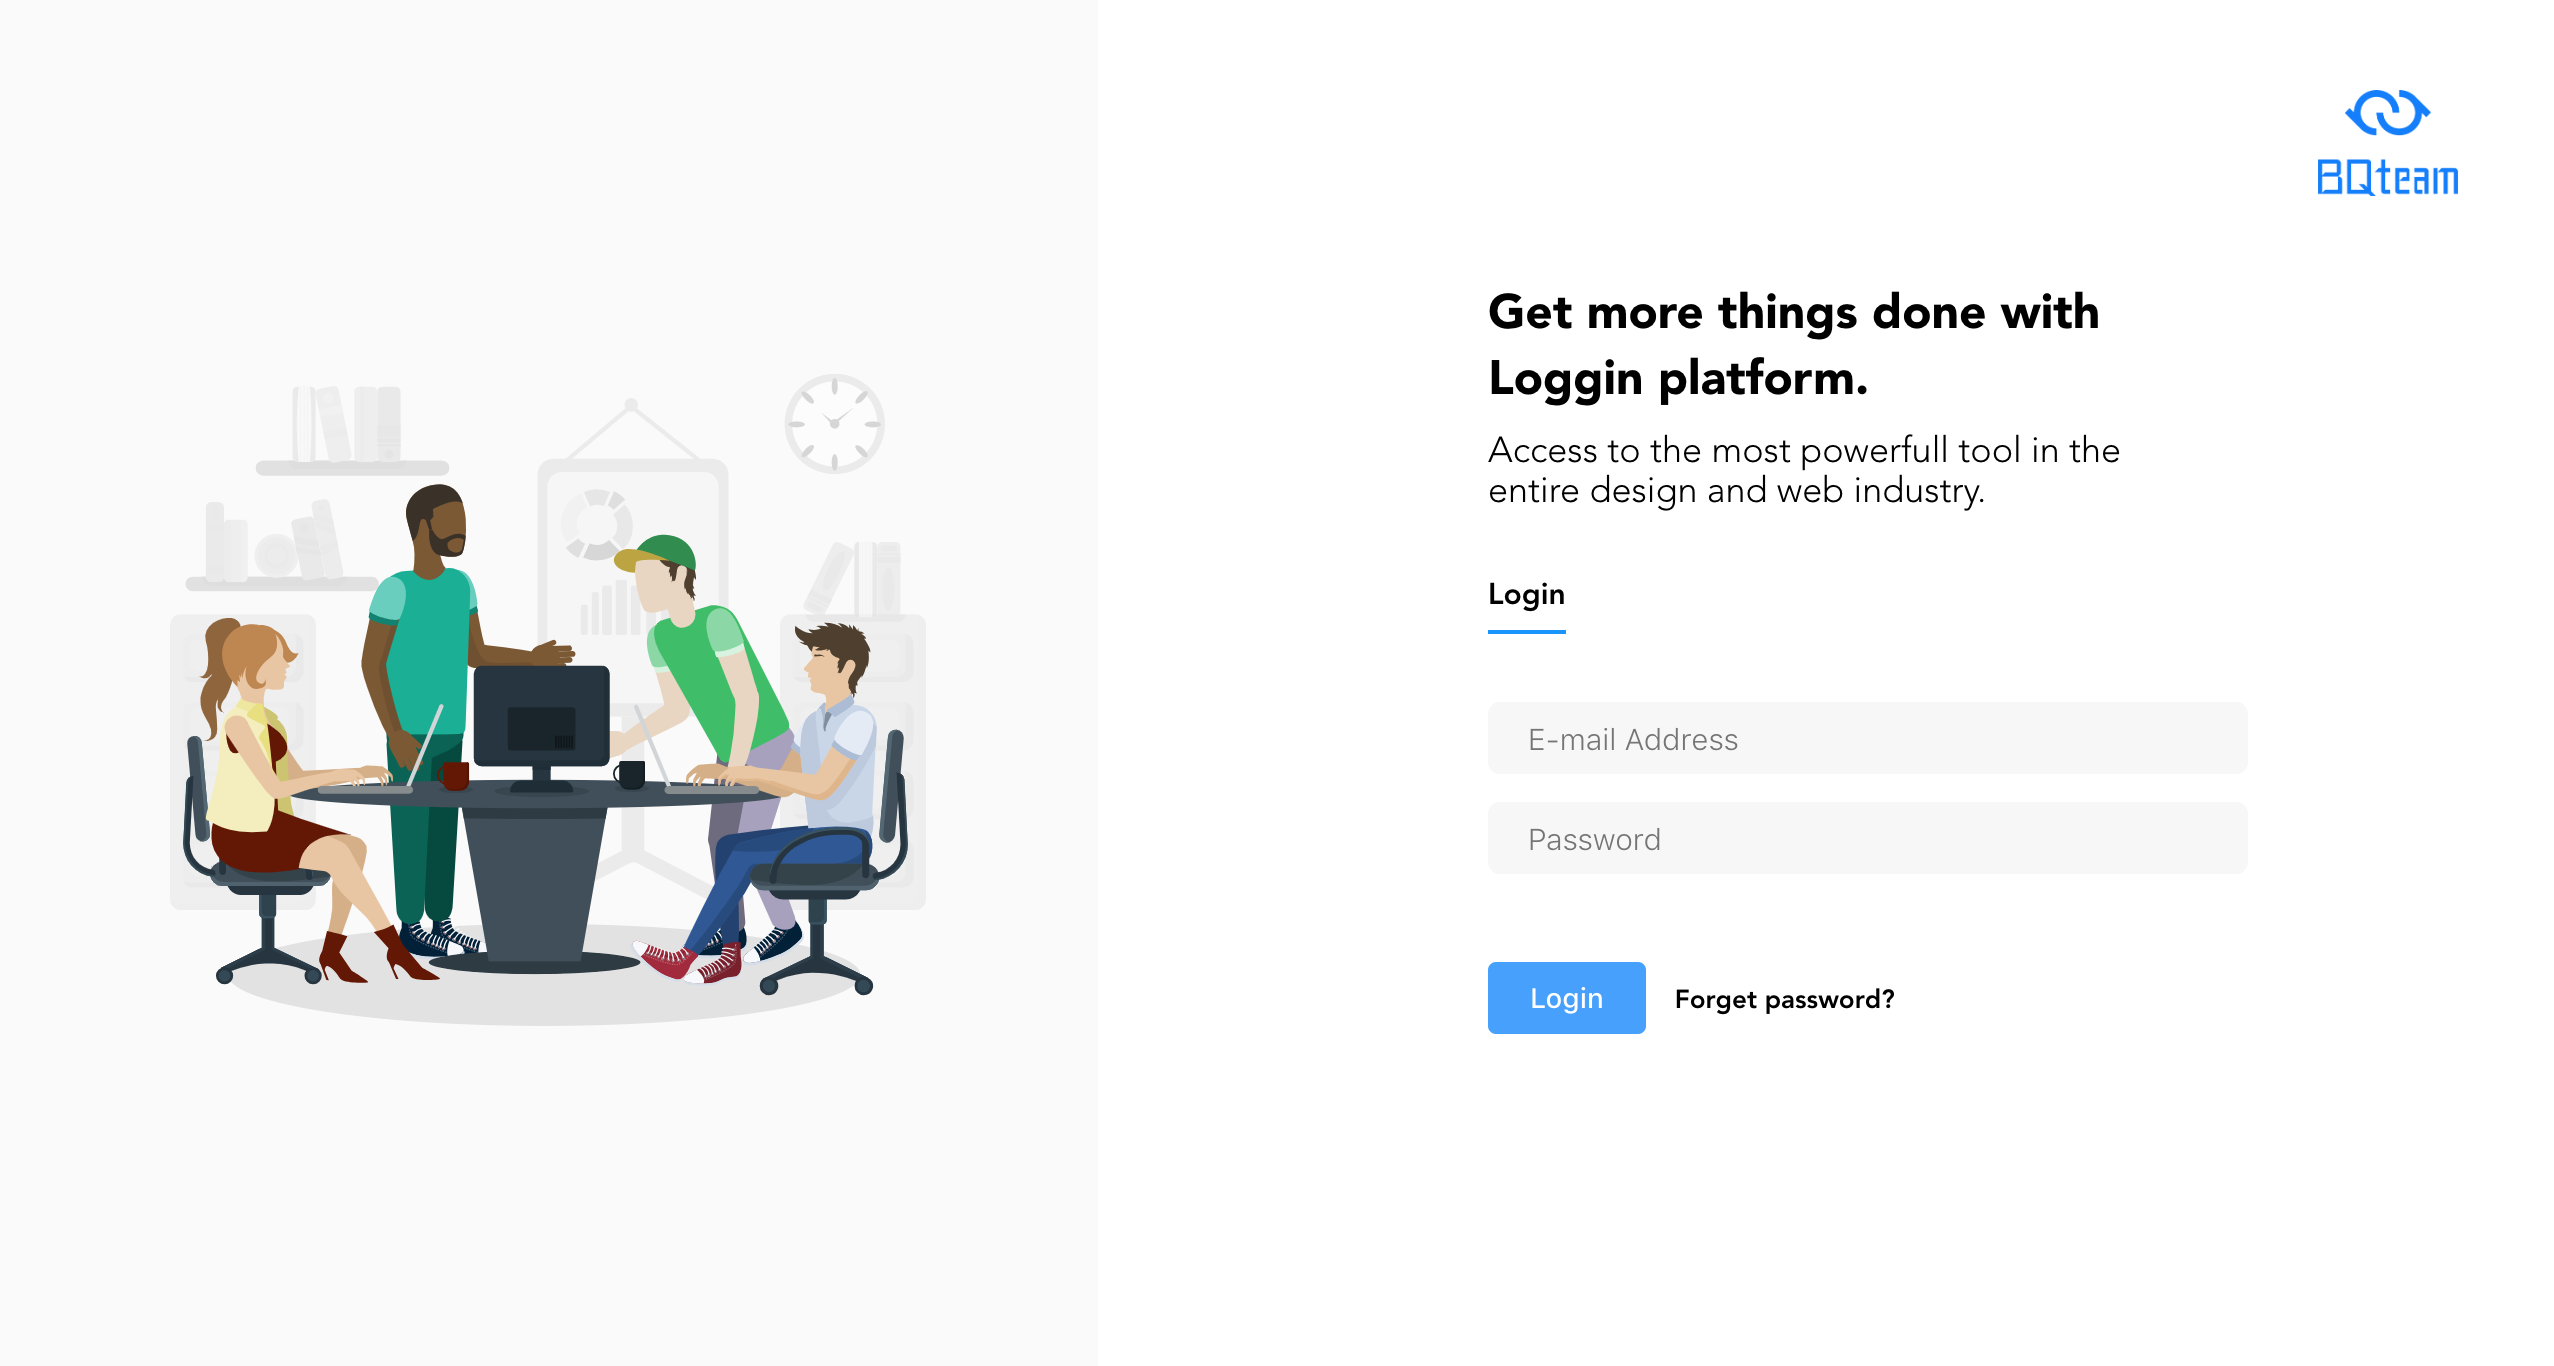 BQteam
Get more things done with
Loggin platform.
Access to the most powerfull tool in the
entire design and web industry.
Login
E-mail Address
Password
Login Forget password?